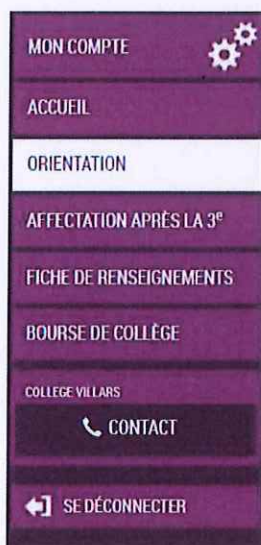 MON COMPTE
ACCUEIL
ORIENTATION
AFFECTATION APRÈS LA 3ᵉ
FICHE DE RENSEIGNEMENTS
BOURSE DE COLLÈGE
COLLEGE VILLARS
CONTACT
SE DÉCONNECTER